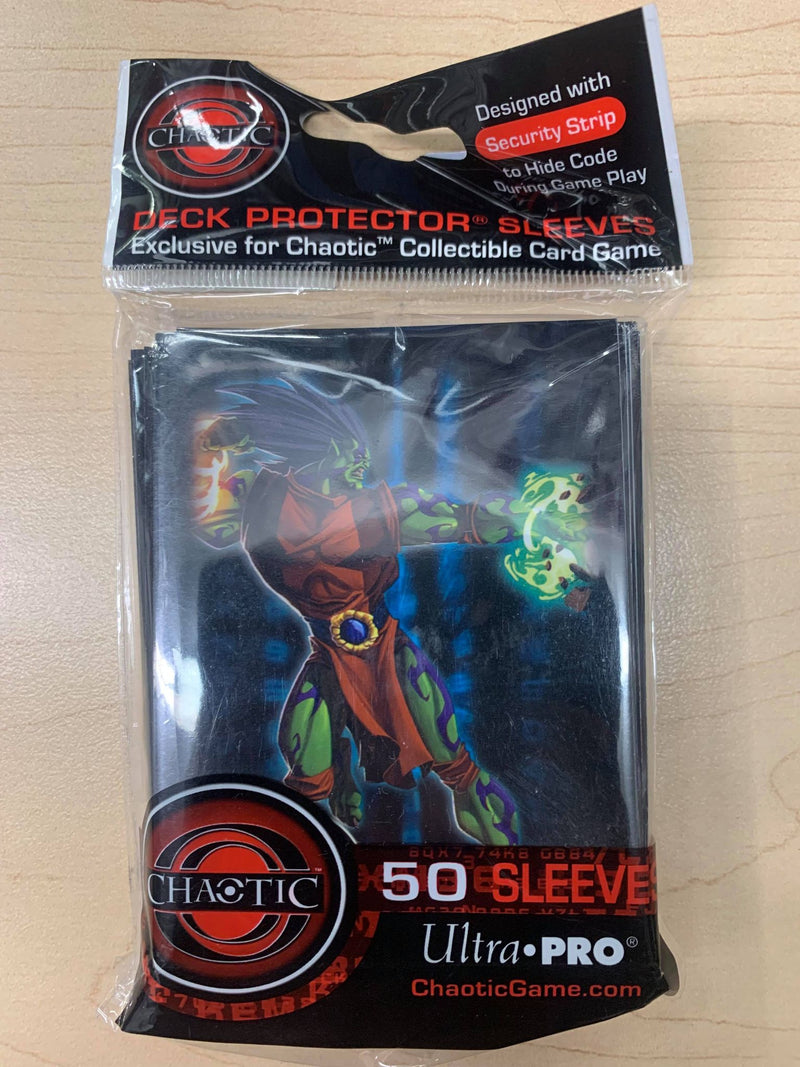 CHAOTIC
Designed with
Security Strip
to Hide Code
During Game Play
DECK PROTECTOR® SLEEVES
Exclusive for Chaotic™ Collectible Card Game
CHAOTIC™
50 SLEEVES
Ultra•PRO®
ChaoticGame.com